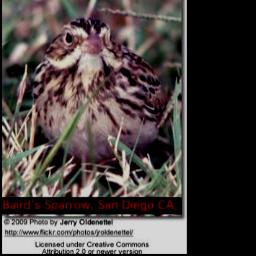 Baird's Sparrow, San Diego CA.
© 2009 Photo by Jerry Oldenettel
http://www.flickr.com/photos/jroldenettel/
Licensed under Creative Commons
Attribution 2.0 or newer version